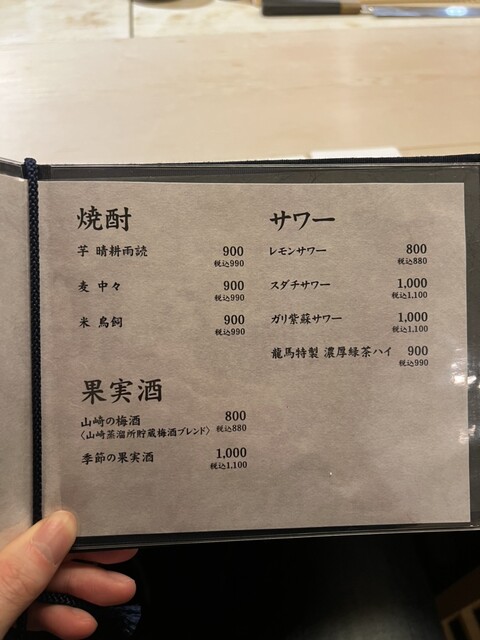 焼酎
芋 晴耕雨読 900
税込990
麦 中々 900
税込990
米 鳥飼 900
税込990
果実酒
山崎の梅酒 800
〈山崎蒸溜所貯蔵梅酒ブレンド〉 税込880
季節の果実酒 1,000
税込1,100
サワー
レモンサワー 800
税込880
スダチサワー 1,000
税込1,100
ガリ紫蘇サワー 1,000
税込1,100
龍馬特製 濃厚緑茶ハイ 900
税込990